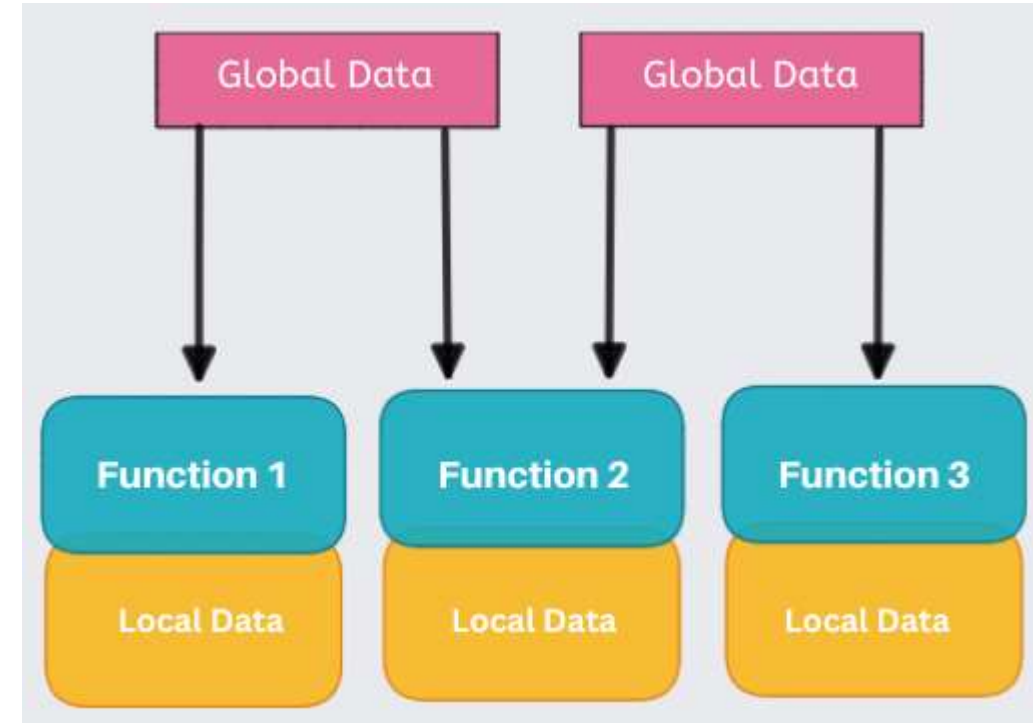 Global Data
Global Data
Function 1
Function 2
Function 3
Local Data
Local Data
Local Data